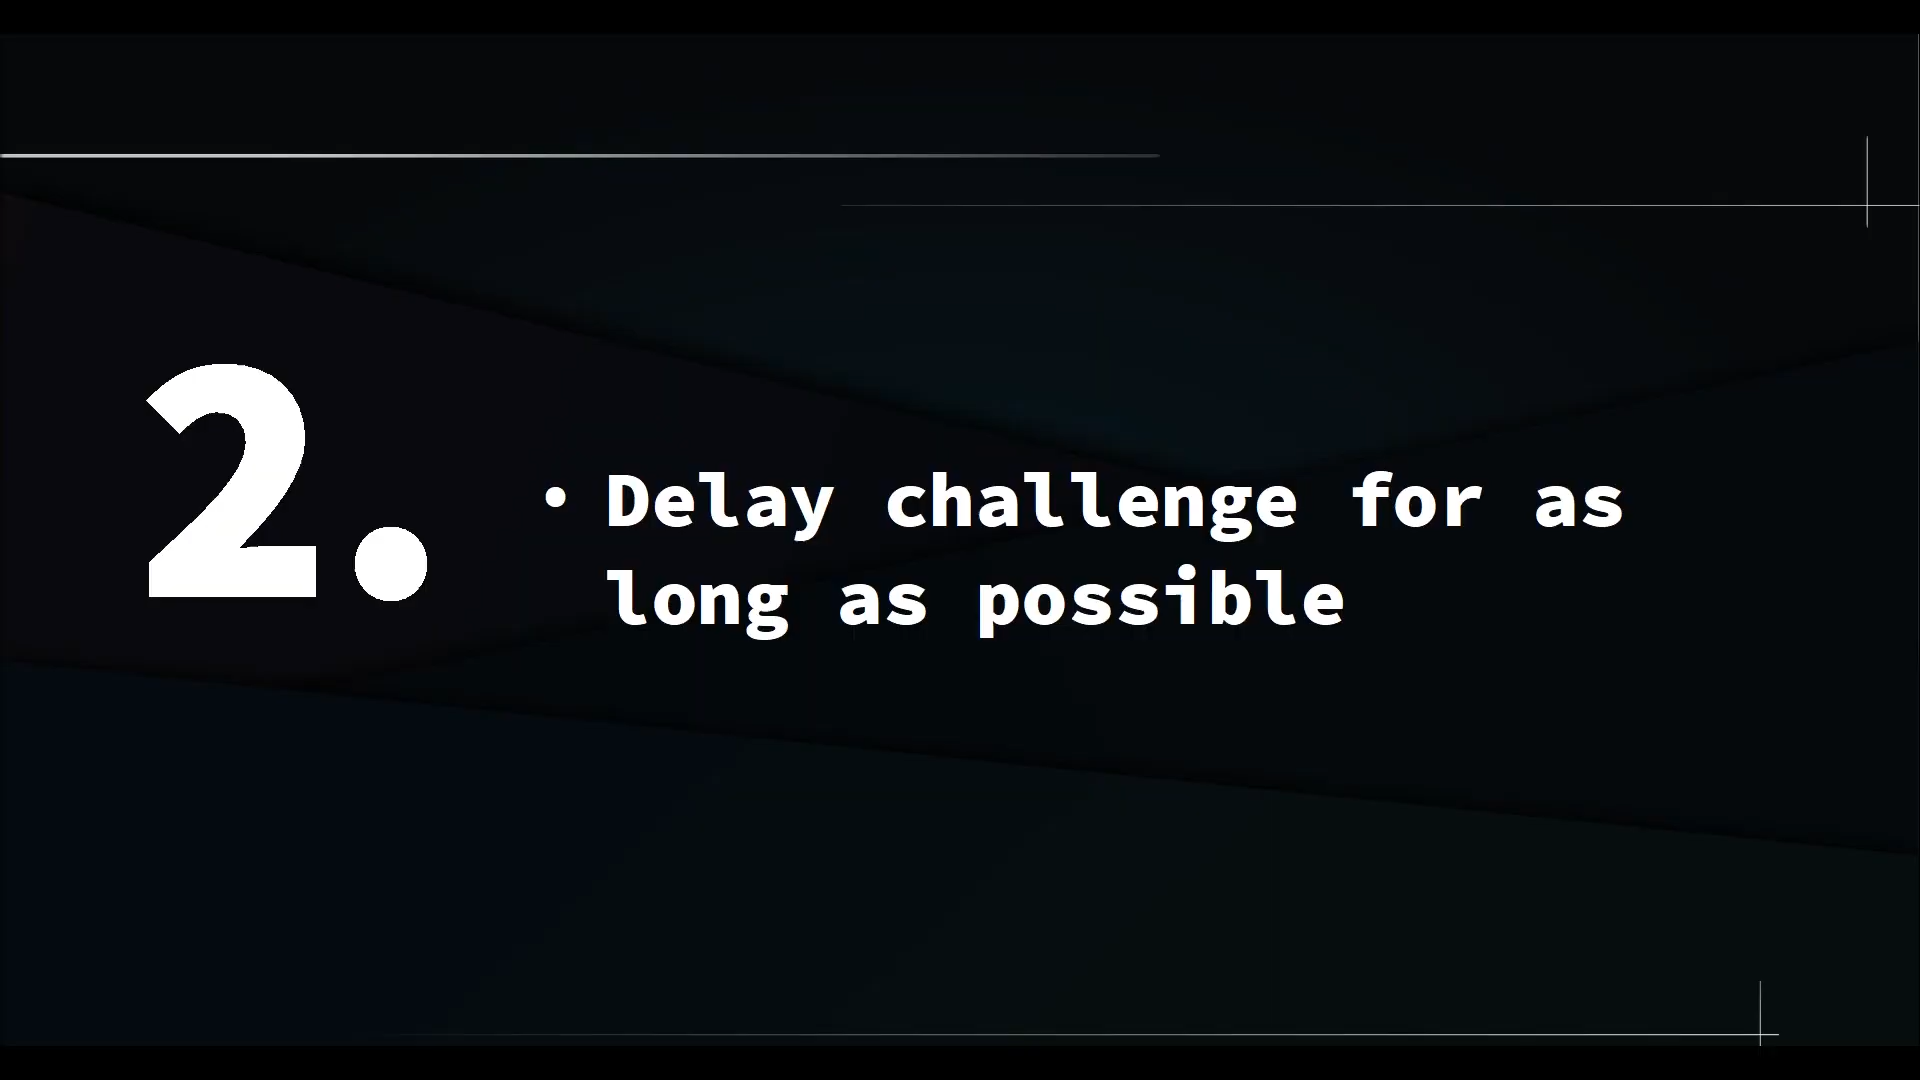 2.
• Delay challenge for as
long as possible